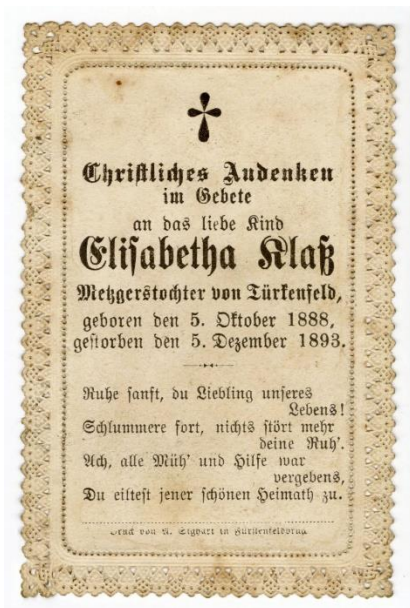 Christliches Andenken
im Gebete
an das liebe Kind
Elisabetha Klaß
Metzgerstochter von Türkenfeld,
geboren den 5. Oktober 1888,
gestorben den 5. Dezember 1893.
Ruhe sanft, du Liebling unseres
Lebens!
Schlummere fort, nichts stört mehr
deine Ruh'.
Ach, alle Müh' und Hilfe war
vergebens,
Du eiltest jener schönen Heimath zu.
Druck von A. Sighart in Fürstenfeldbruck